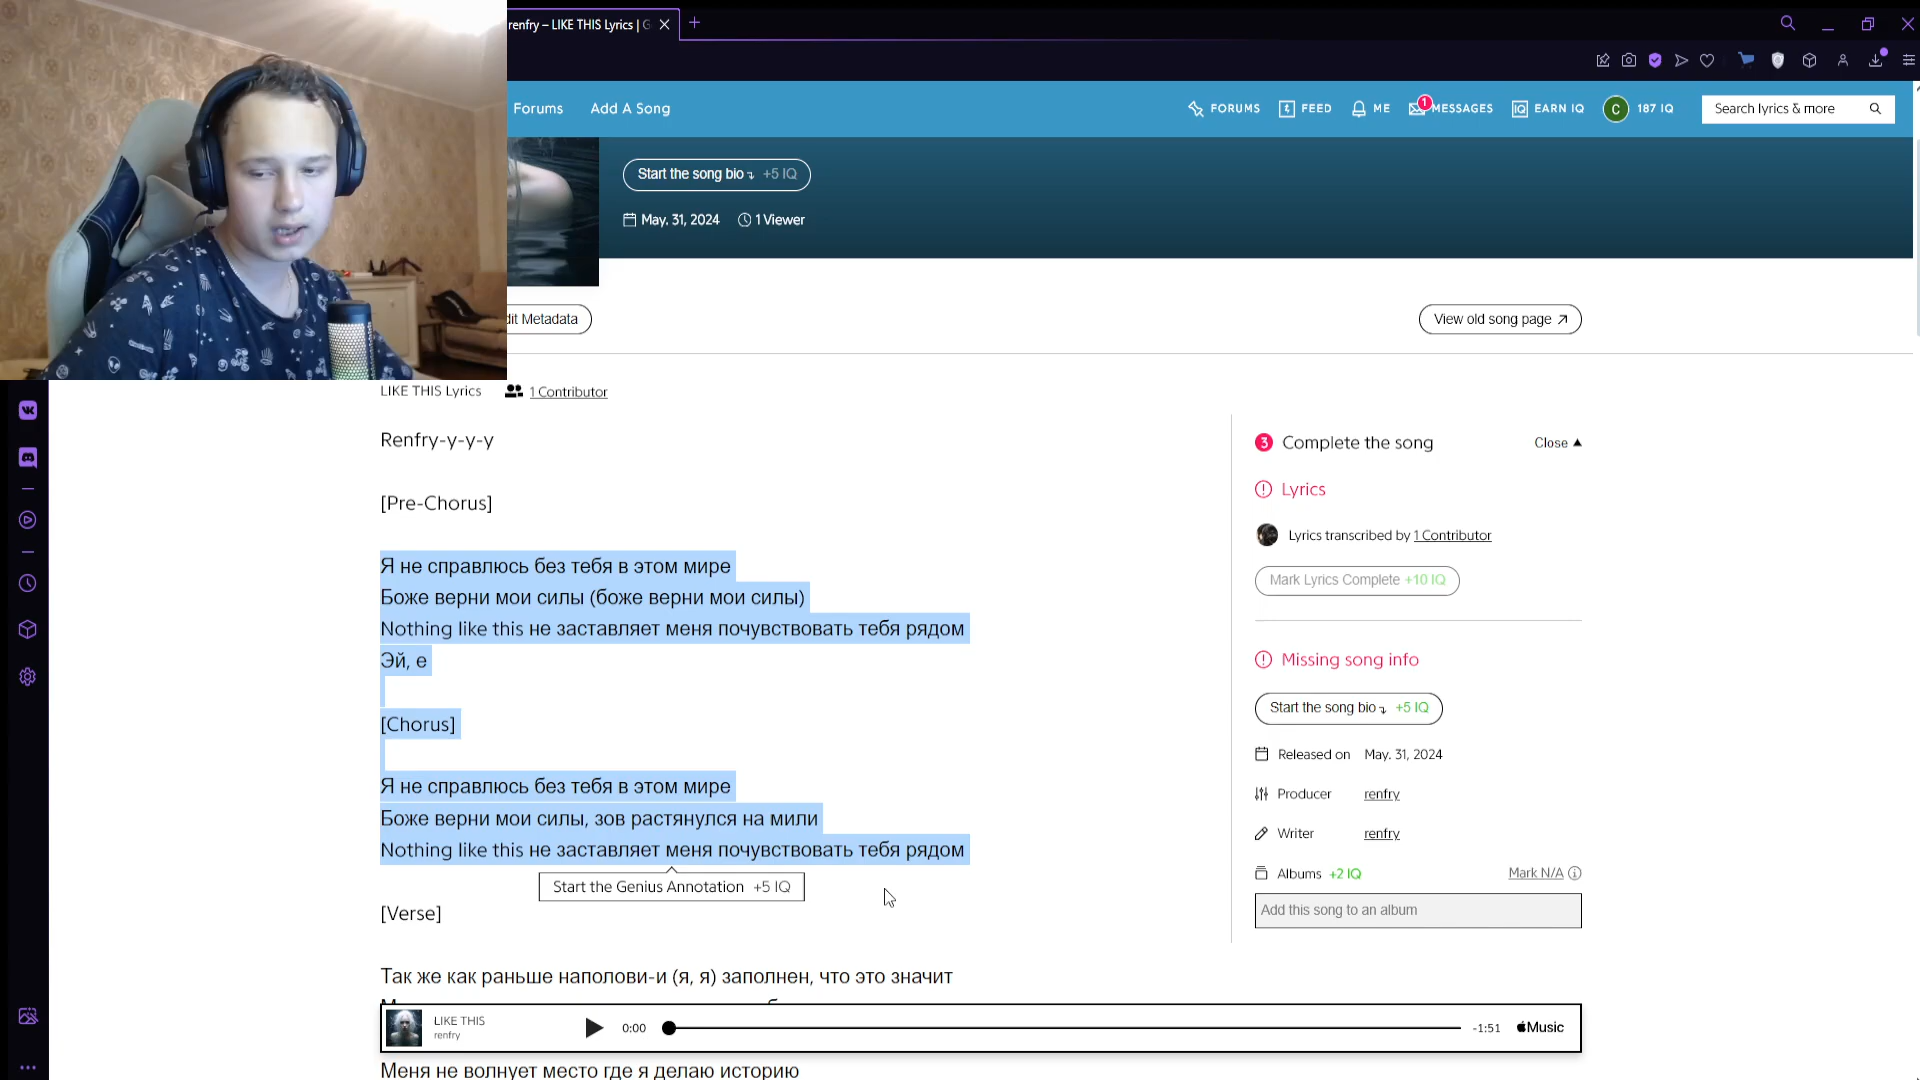 renfry – LIKE THIS Lyrics | G
Forums
Add A Song
FORUMS
FEED
ME
1
MESSAGES
IQ
EARN IQ
C
187 IQ
Search lyrics & more
Start the song bio +5 IQ
May. 31, 2024
1 Viewer
dit Metadata
View old song page
LIKE THIS Lyrics
1 Contributor
Renfry-y-y-y
[Pre-Chorus]
Я не справлюсь без тебя в этом мире
Боже верни мои силы (боже верни мои силы)
Nothing like this не заставляет меня почувствовать тебя рядом
Эй, е
[Chorus]
Я не справлюсь без тебя в этом мире
Боже верни мои силы, зов растянулся на мили
Nothing like this не заставляет меня почувствовать тебя рядом
Start the Genius Annotation +5 IQ
[Verse]
Так же как раньше наполови-и (я, я) заполнен, что это значит
Меня не волнует место где я делаю историю
3 Complete the song
Close
Lyrics
Lyrics transcribed by 1 Contributor
Mark Lyrics Complete +10 IQ
Missing song info
Start the song bio +5 IQ
Released on May. 31, 2024
Producer renfry
Writer renfry
Albums +2 IQ
Mark N/A
Add this song to an album
LIKE THIS
renfry
0:00
-1:51
Music